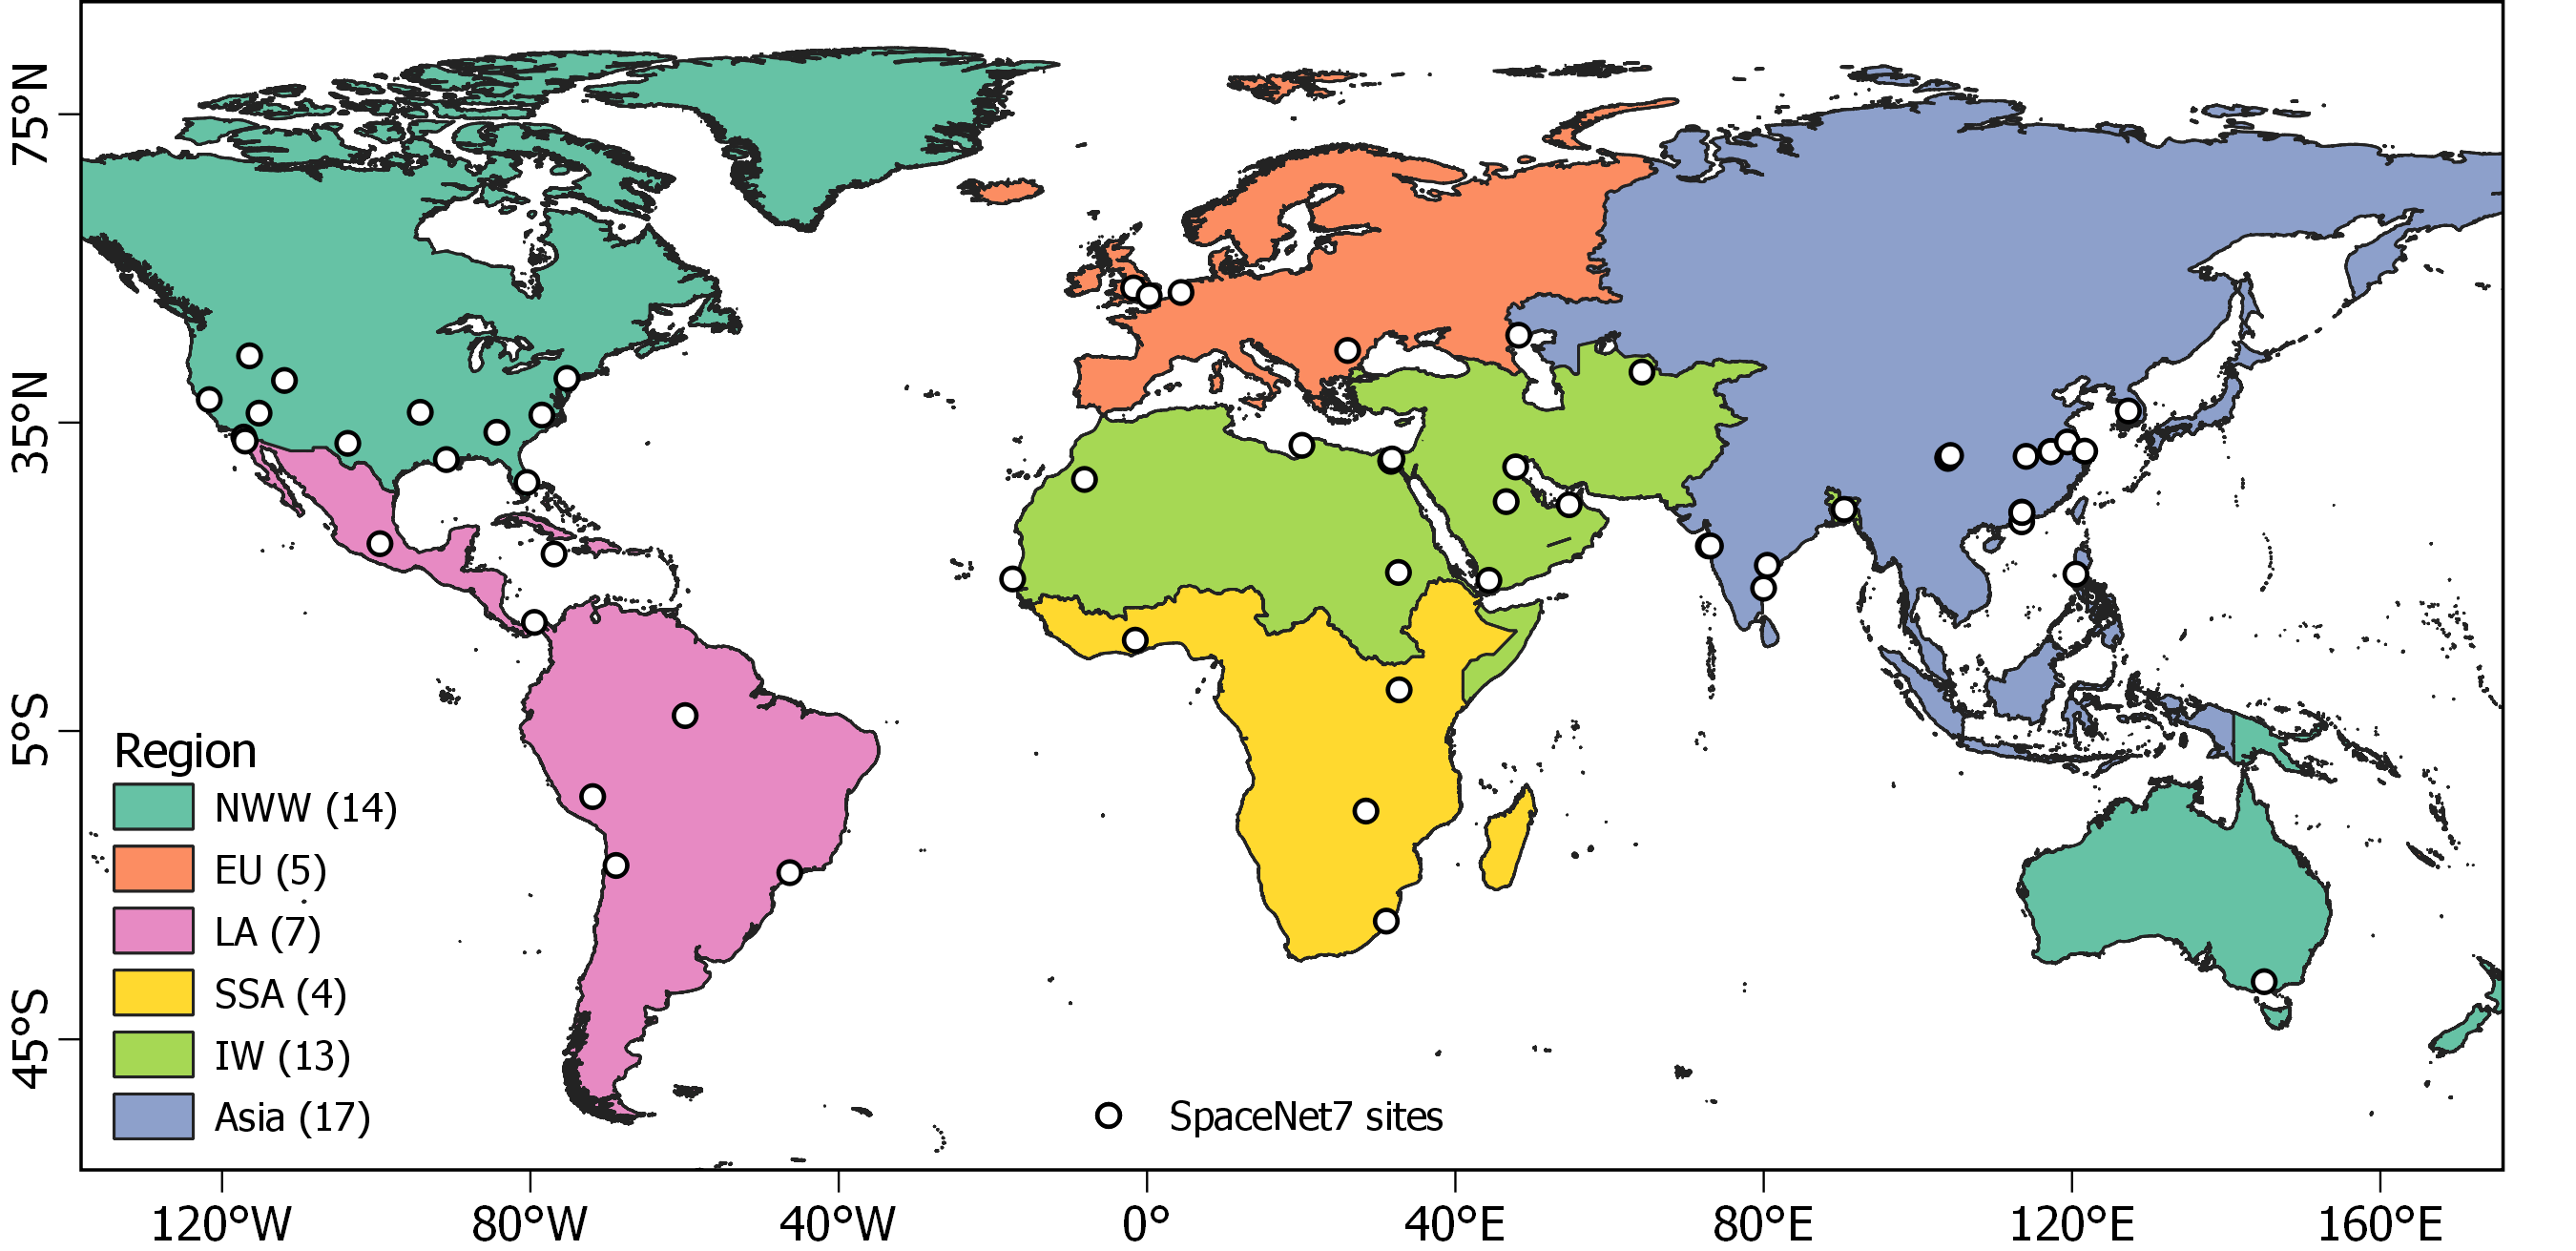 75°N
35°N
5°S
45°S
Region
NWW (14)
EU (5)
LA (7)
SSA (4)
IW (13)
Asia (17)
SpaceNet7 sites
120°W 80°W 40°W 0° 40°E 80°E 120°E 160°E